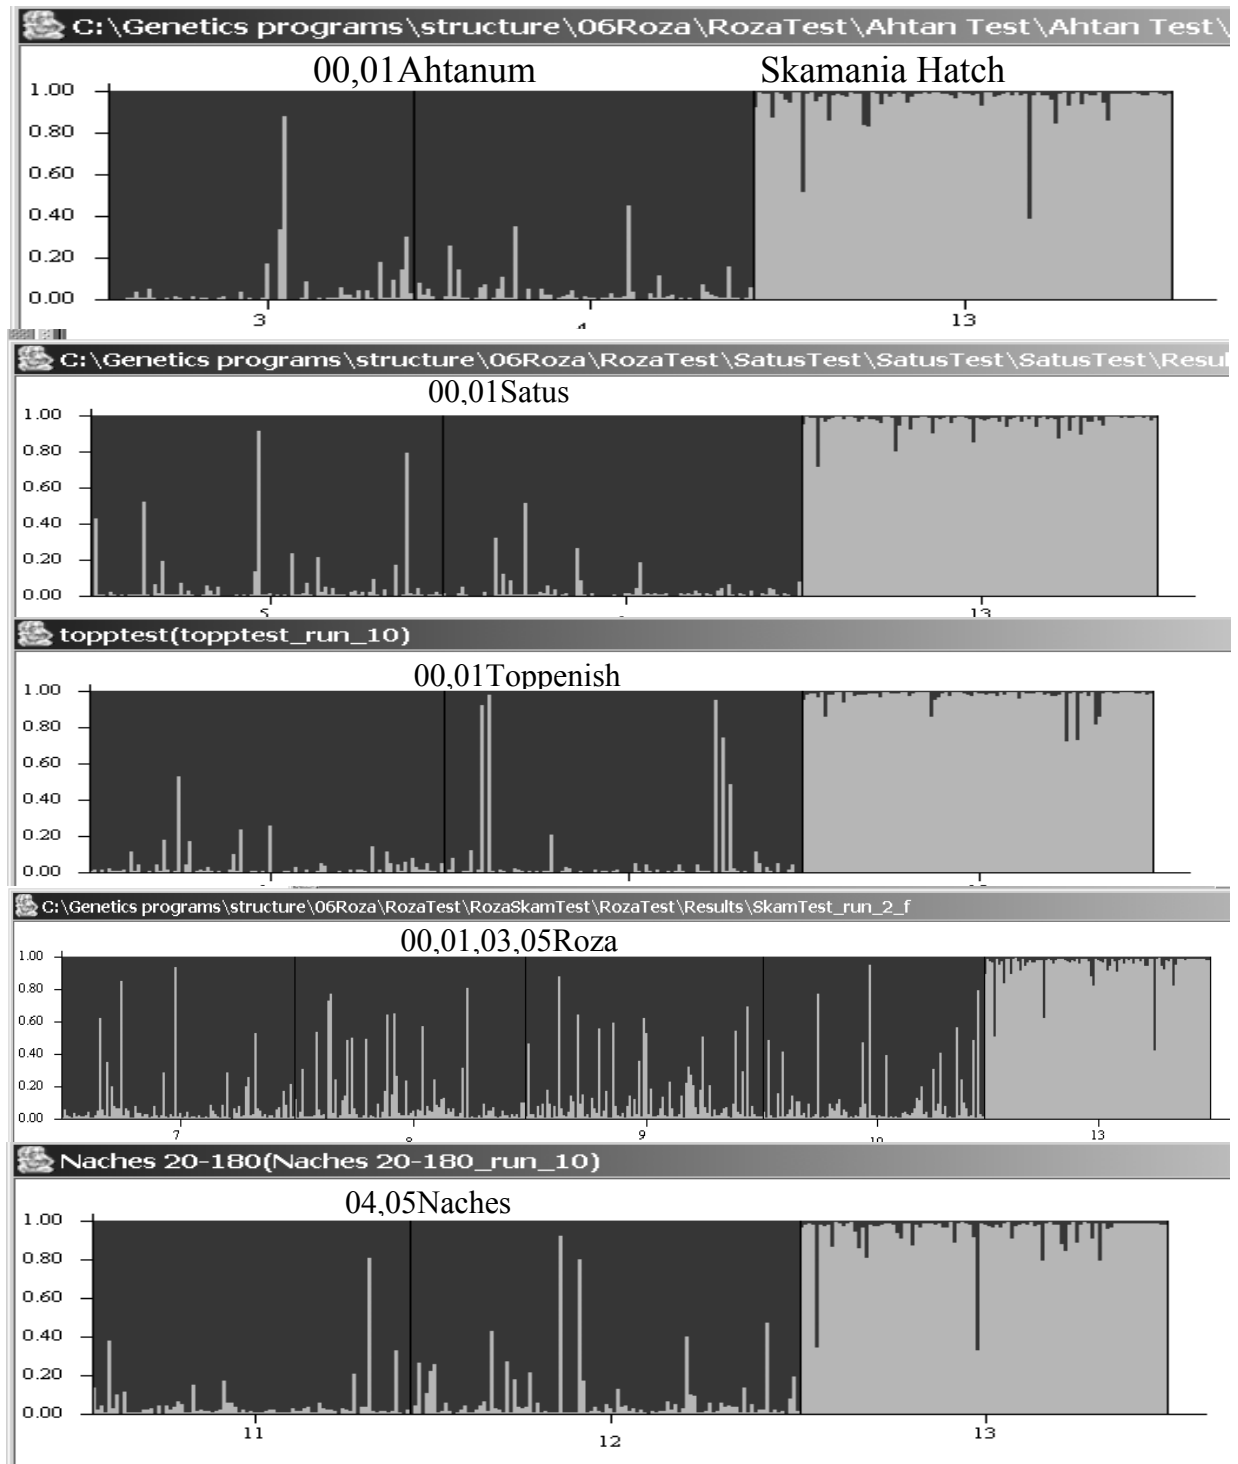 C:\Genetics programs\structure\06Roza\RozaTest\Ahtan Test\Ahtan Test\
00,01Ahtanum Skamania Hatch
1.00
0.80
0.60
0.40
0.20
0.00
3 4 13
C:\Genetics programs\structure\06Roza\RozaTest\SatusTest\SatusTest\SatusTest\Resul
00,01Satus
1.00
0.80
0.60
0.40
0.20
0.00
5 13
topptest(topptest_run_10)
00,01Toppenish
1.00
0.80
0.60
0.40
0.20
0.00
C:\Genetics programs\structure\06Roza\RozaTest\RozaSkamTest\RozaTest\Results\SkamTest_run_2_f
00,01,03,05Roza
1.00
0.80
0.60
0.40
0.20
0.00
7 8 9 10 13
Naches 20-180(Naches 20-180_run_10)
04,05Naches
1.00
0.80
0.60
0.40
0.20
0.00
11 12 13